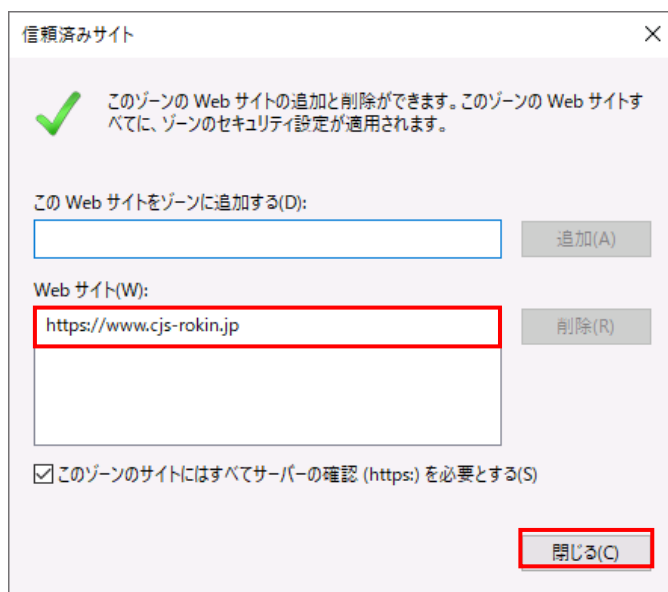 信頼済みサイト
このゾーンの Web サイトの追加と削除ができます。このゾーンの Web サイトす
べてに、ゾーンのセキュリティ設定が適用されます。
この Web サイトをゾーンに追加する(D):
追加(A)
Web サイト(W):
https://www.cjs-rokin.jp
削除(R)
このゾーンのサイトにはすべてサーバーの確認 (https:) を必要とする(S)
閉じる(C)